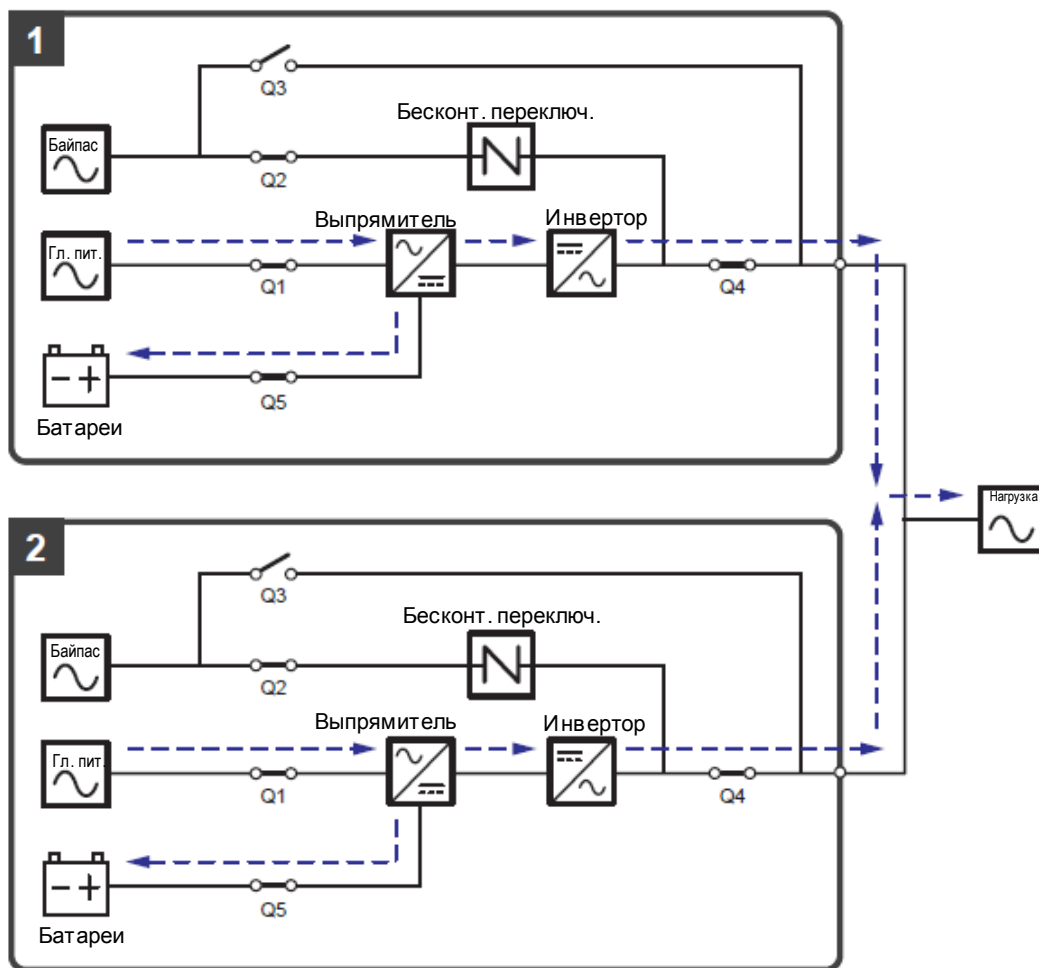 1
Q3
Бесконт. переключ.
Байпас
Q2
Выпрямитель
Инвертор
Гл. пит.
Q1
Q4
Q5
Батареи
Нагрузка
2
Q3
Бесконт. переключ.
Байпас
Q2
Выпрямитель
Инвертор
Гл. пит.
Q1
Q4
Q5
Батареи